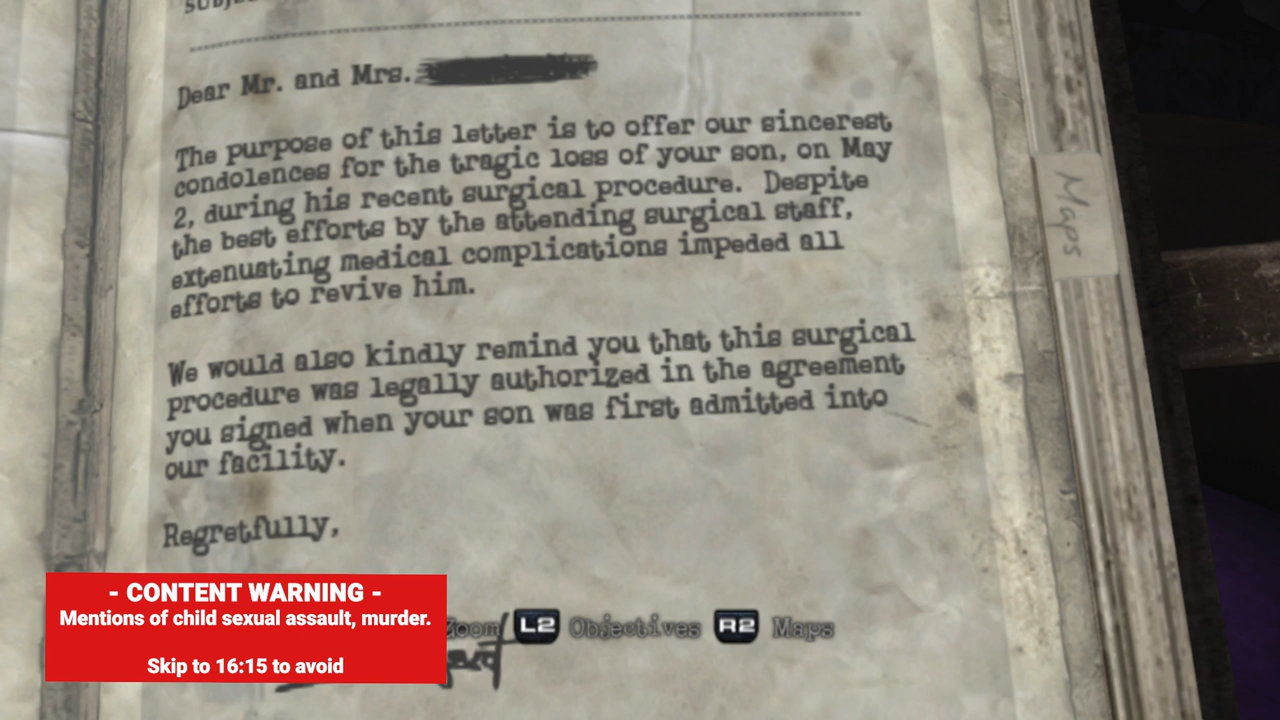 Dear Mr. and Mrs.
The purpose of this letter is to offer our sincerest
condolences for the tragic loss of your son, on May
2, during his recent surgical procedure. Despite
the best efforts by the attending surgical staff,
extenuating medical complications impeded all
efforts to revive him.
We would also kindly remind you that this surgical
procedure was legally authorized in the agreement
you signed when your son was first admitted into
our facility.
Regretfully,
Maps
- CONTENT WARNING -
Mentions of child sexual assault, murder.
Skip to 16:15 to avoid
Zoom L2 Objectives R2 Maps